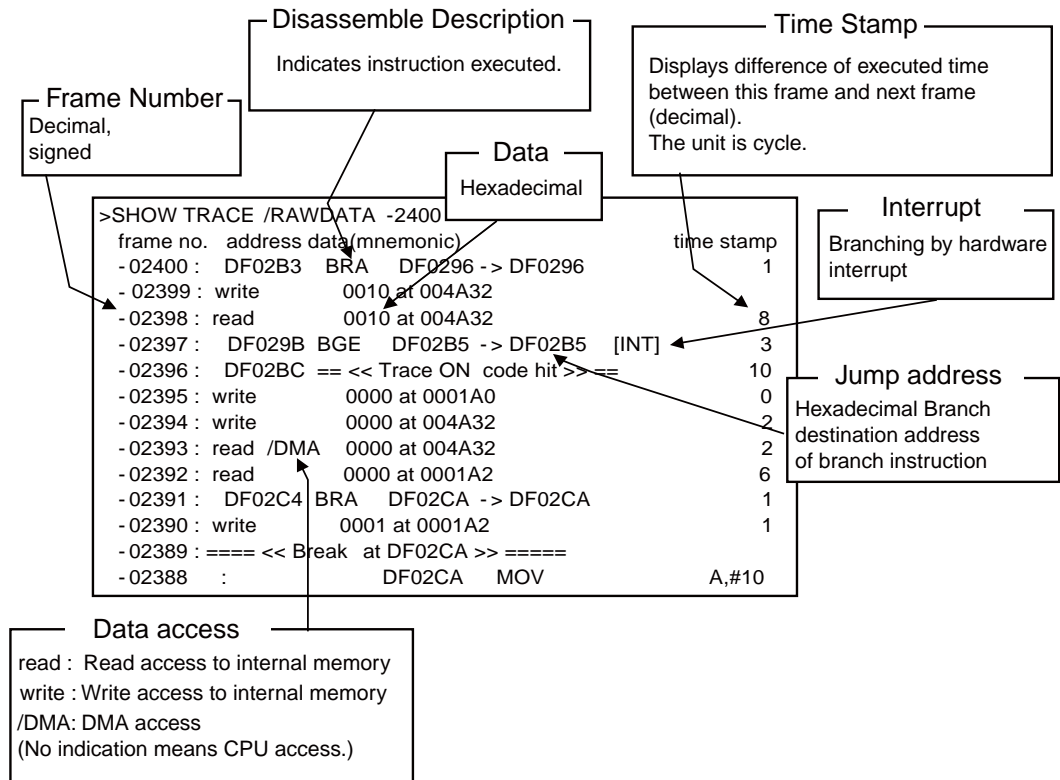 Disassemble Description
Indicates instruction executed.
Time Stamp
Displays difference of executed time
between this frame and next frame
(decimal).
The unit is cycle.
Frame Number
Decimal,
signed
Data
Hexadecimal
Interrupt
Branching by hardware
interrupt
>SHOW TRACE /RAWDATA -2400
frame no. address data(mnemonic) time stamp
-02400 : DF02B3 BRA DF0296 -> DF0296 1
- 02399 : write 0010 at 004A32
-02398 : read 0010 at 004A32 8
-02397 : DF029B BGE DF02B5 -> DF02B5 [INT] 3
-02396 : DF02BC == << Trace ON code hit >> == 10
-02395 : write 0000 at 0001A0 0
-02394 : write 0000 at 004A32 2
-02393 : read /DMA 0000 at 004A32 2
-02392 : read 0000 at 0001A2 6
-02391 : DF02C4 BRA DF02CA -> DF02CA 1
-02390 : write 0001 at 0001A2 1
-02389 : ==== << Break at DF02CA >> =====
-02388 : DF02CA MOV A,#10
Jump address
Hexadecimal Branch
destination address
of branch instruction
Data access
read : Read access to internal memory
write : Write access to internal memory
/DMA: DMA access
(No indication means CPU access.)